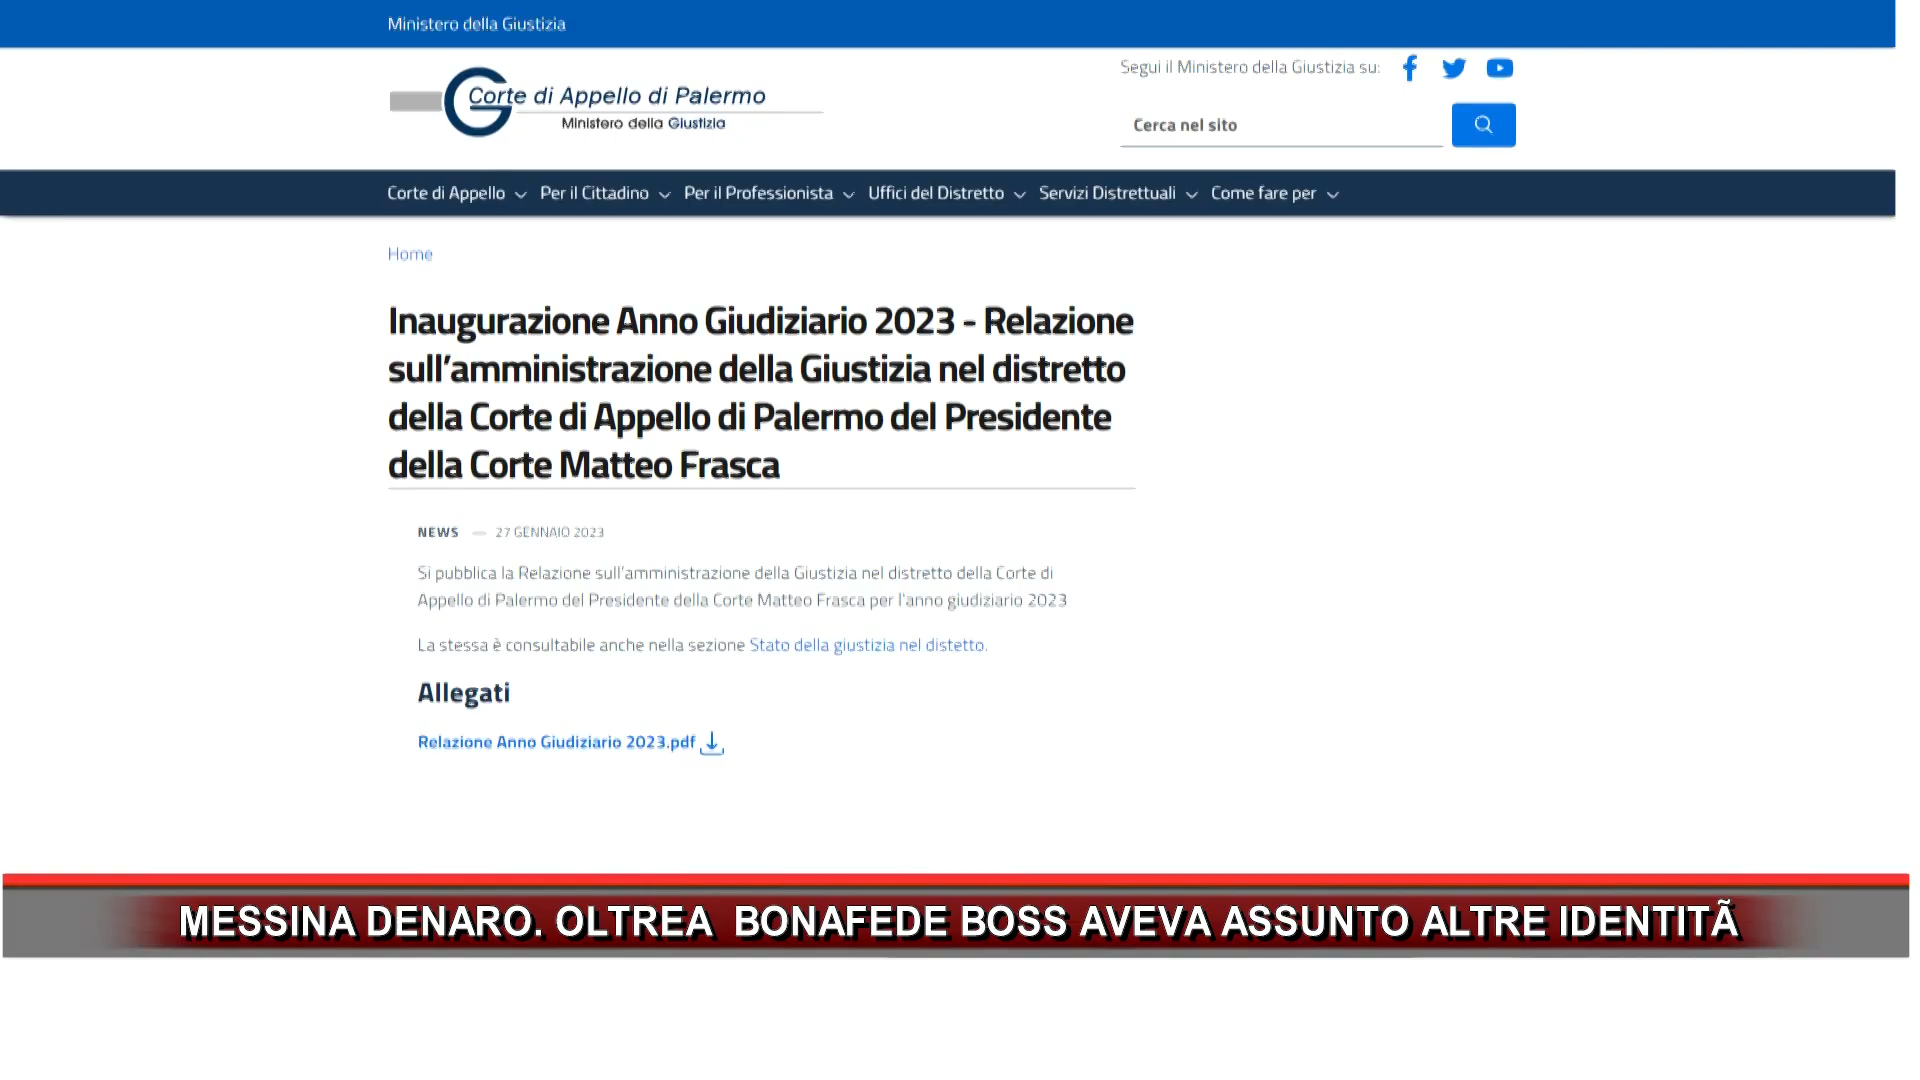 Ministero della Giustizia
Segui il Ministero della Giustizia su:
Corte di Appello di Palermo
Ministero della Giustizia
Cerca nel sito
Corte di Appello Per il Cittadino Per il Professionista Uffici del Distretto Servizi Distrettuali Come fare per
Home
Inaugurazione Anno Giudiziario 2023 - Relazione
sull’amministrazione della Giustizia nel distretto
della Corte di Appello di Palermo del Presidente
della Corte Matteo Frasca
NEWS — 27 GENNAIO 2023
Si pubblica la Relazione sull’amministrazione della Giustizia nel distretto della Corte di
Appello di Palermo del Presidente della Corte Matteo Frasca per l’anno giudiziario 2023
La stessa è consultabile anche nella sezione Stato della giustizia nel distetto.
Allegati
Relazione Anno Giudiziario 2023.pdf
MESSINA DENARO. OLTREA BONAFEDE BOSS AVEVA ASSUNTO ALTRE IDENTITÃ